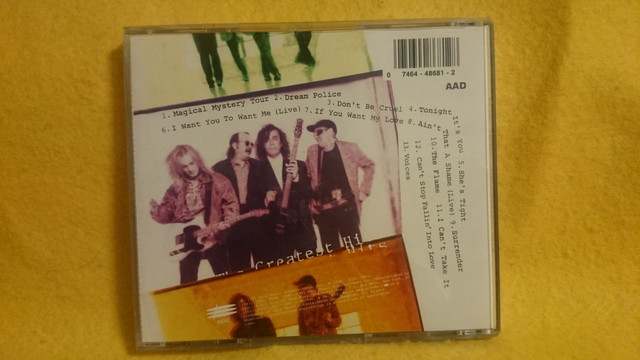 0 7464 - 48681 - 2
AAD
1. Magical Mystery Tour 2. Dream Police
3. Don't Be Cruel 4. Tonight
It's You 5. She's Tight
6. I Want You To Want Me (Live) 7. If You Want My Love 8. Ain't
That A Shame (Live) 9. Surrender
10. The Flame 11. I Can't Take It
12. Can't Stop Fallin' Into Love
13. Voices
The Greatest Hits